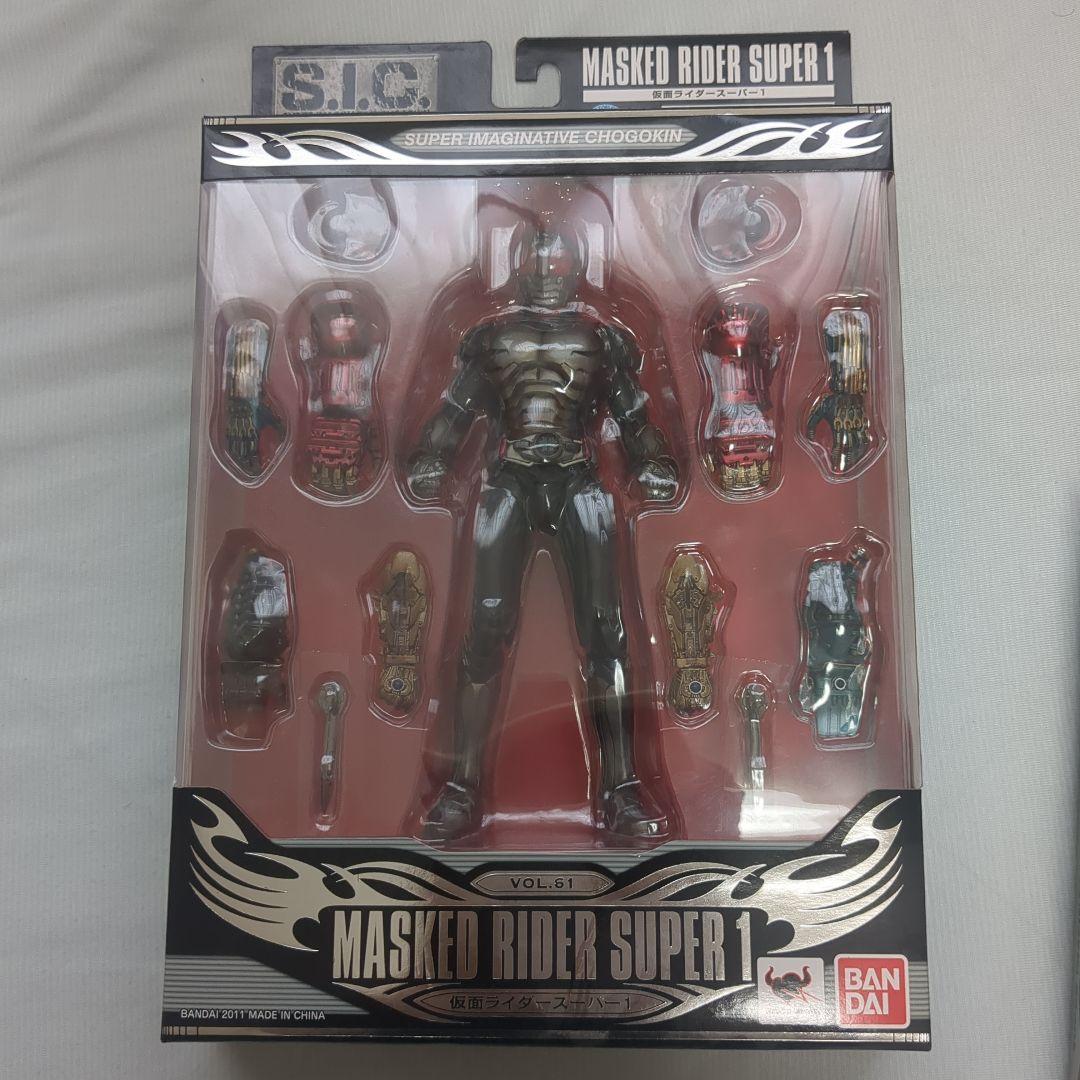 S.I.C.
MASKED RIDER SUPER 1
仮面ライダースーパー1
SUPER IMAGINATIVE CHOGOKIN
VOL.61
MASKED RIDER SUPER 1
仮面ライダースーパー1
BANDAI 2011 MADE IN CHINA
BAN
DAI